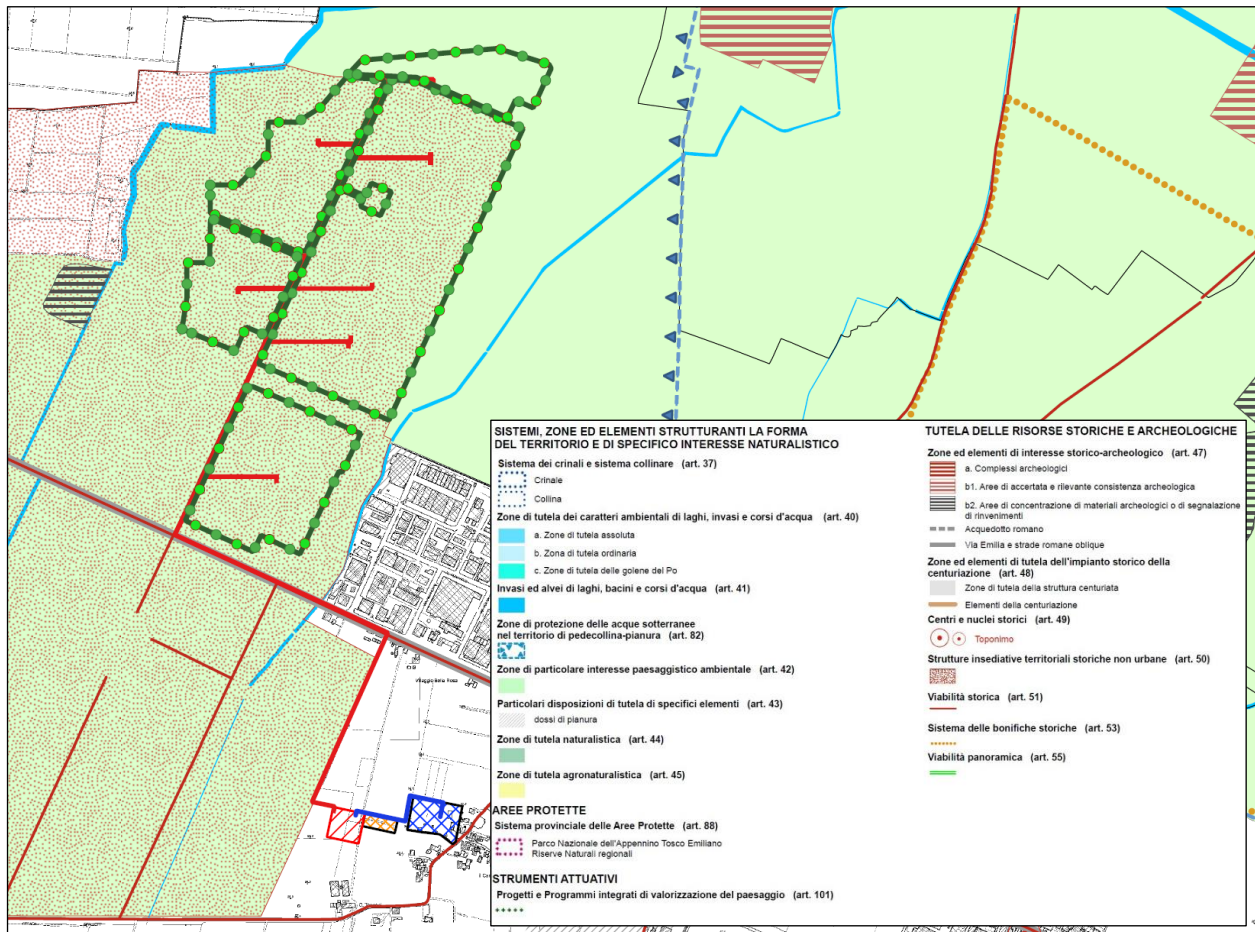 SISTEMI, ZONE ED ELEMENTI STRUTTURANTI LA FORMA
DEL TERRITORIO E DI SPECIFICO INTERESSE NATURALISTICO
Sistema dei crinali e sistema collinare (art. 37)
Crinale
Collina
Zone di tutela dei caratteri ambientali di laghi, invasi e corsi d'acqua (art. 40)
a. Zone di tutela assoluta
b. Zone di tutela ordinaria
c. Zone di tutela delle golene del Po
Invasi ed alvei di laghi, bacini e corsi d'acqua (art. 41)
Zone di protezione delle acque sotterranee
nel territorio di pedecollina-pianura (art. 82)
Zone di particolare interesse paesaggistico ambientale (art. 42)
Particolari disposizioni di tutela di specifici elementi (art. 43)
dossi di pianura
Zone di tutela naturalistica (art. 44)
Zone di tutela agronaturalistica (art. 45)
AREE PROTETTE
Sistema provinciale delle Aree Protette (art. 88)
Parco Nazionale dell'Appennino Tosco Emiliano
Riserve Naturali regionali
STRUMENTI ATTUATIVI
Progetti e Programmi integrati di valorizzazione del paesaggio (art. 101)
TUTELA DELLE RISORSE STORICHE E ARCHEOLOGICHE
Zone ed elementi di interesse storico-archeologico (art. 47)
a. Complessi archeologici
b1. Aree di accertata e rilevante consistenza archeologica
b2. Aree di concentrazione di materiali archeologici o di segnalazione
di rinvenimenti
Acquedotto romano
Via Emilia e strade romane oblique
Zone ed elementi di tutela dell'impianto storico della
centuriazione (art. 48)
Zone di tutela della struttura centuriata
Elementi della centuriazione
Centri e nuclei storici (art. 49)
Toponimo
Strutture insediative territoriali storiche non urbane (art. 50)
Viabilità storica (art. 51)
Sistema delle bonifiche storiche (art. 53)
Viabilità panoramica (art. 55)